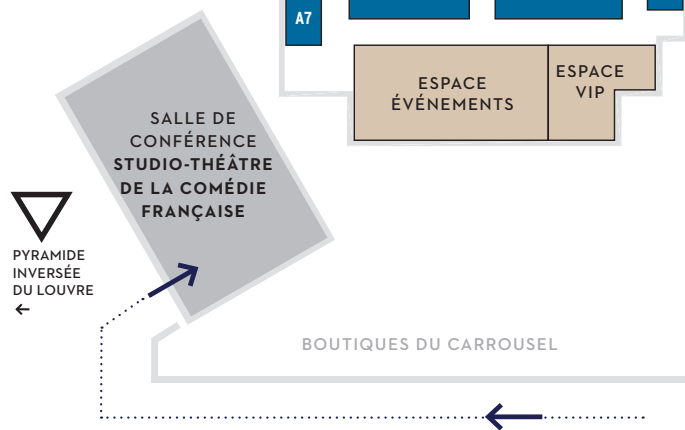 A7
ESPACE
ÉVÉNEMENTS
ESPACE
VIP
SALLE DE
CONFÉRENCE
STUDIO-THÉÂTRE
DE LA COMÉDIE
FRANÇAISE
PYRAMIDE
INVERSÉE
DU LOUVRE
←
BOUTIQUES DU CARROUSEL